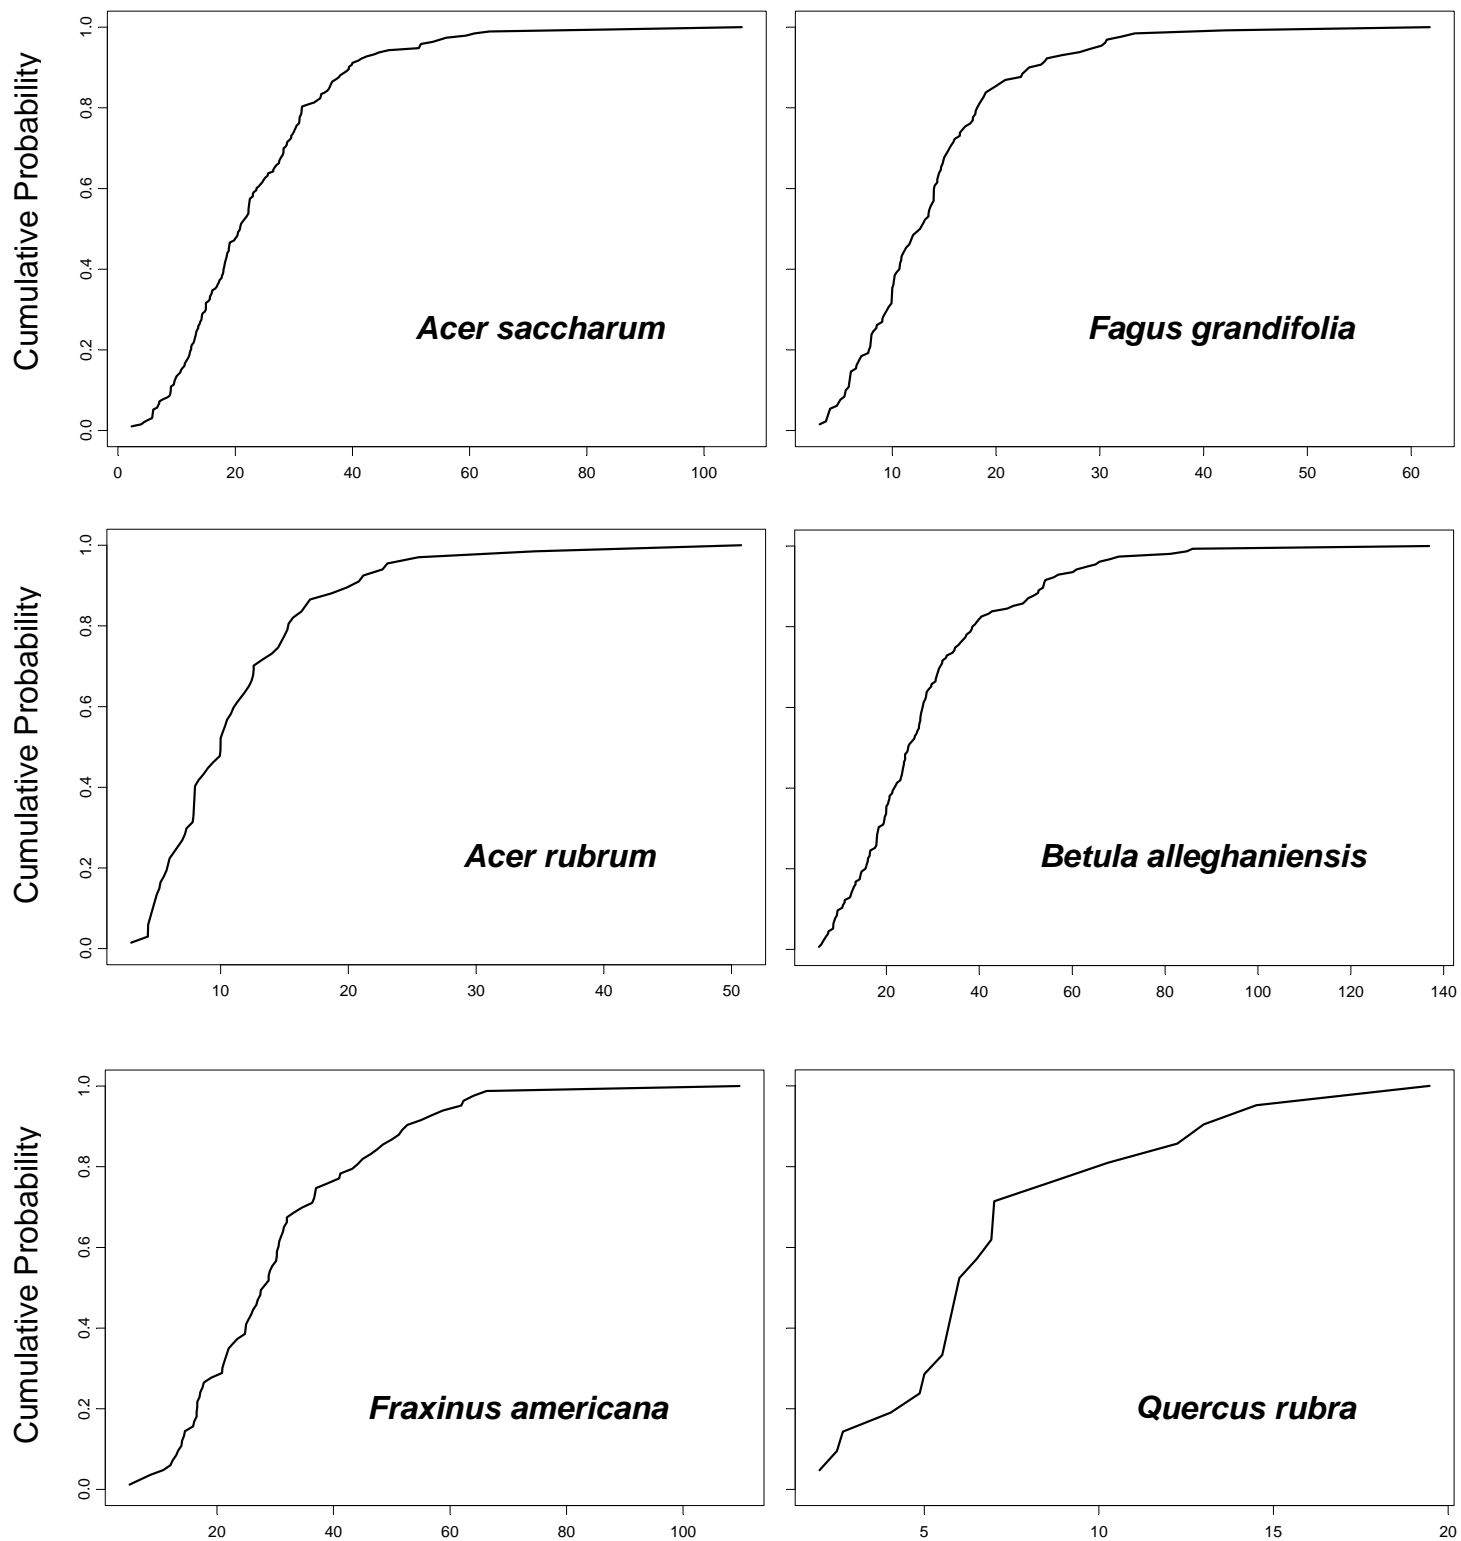 Cumulative Probability
0.0 0.2 0.4 0.6 0.8 1.0
Acer saccharum
0 20 40 60 80 100
Fagus grandifolia
10 20 30 40 50 60
Cumulative Probability
0.0 0.2 0.4 0.6 0.8 1.0
Acer rubrum
10 20 30 40 50
Betula alleghaniensis
20 40 60 80 100 120 140
Cumulative Probability
0.0 0.2 0.4 0.6 0.8 1.0
Fraxinus americana
20 40 60 80 100
Quercus rubra
5 10 15 20